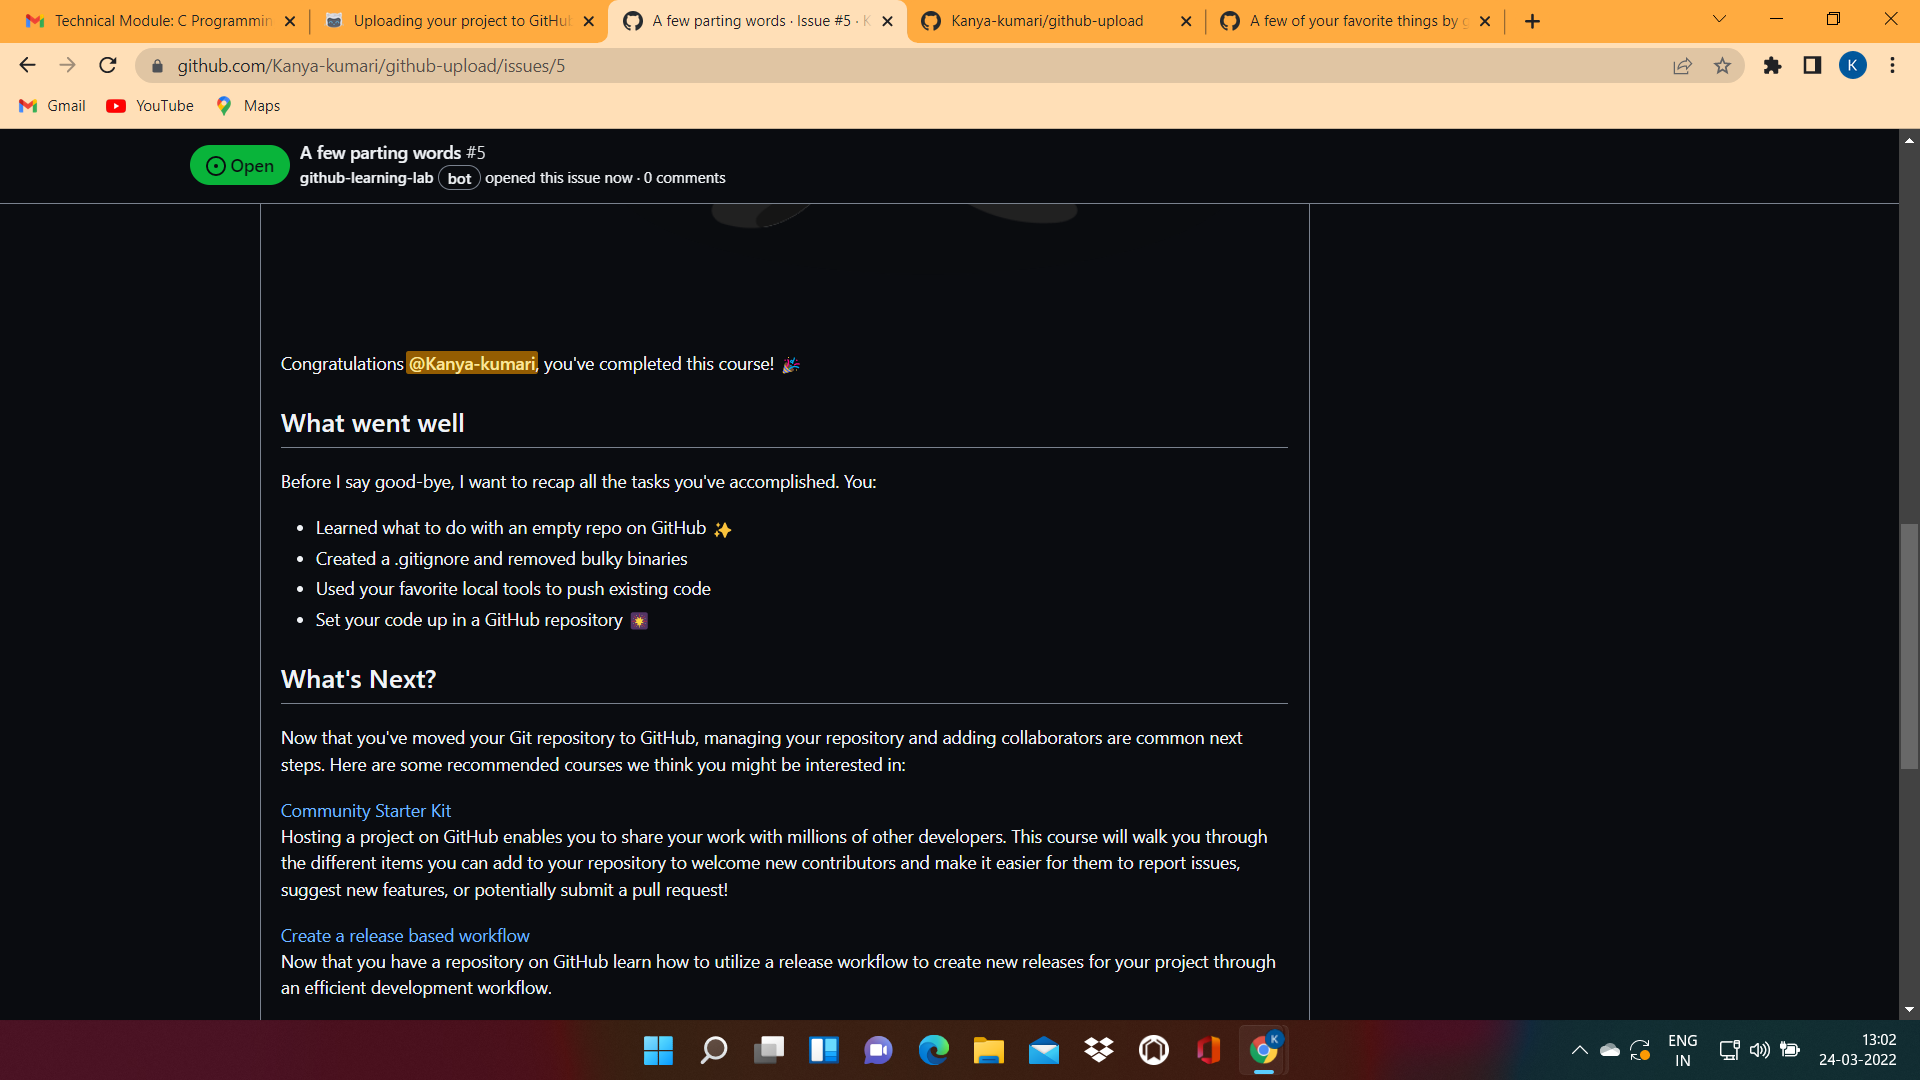 Technical Module: C Programmin
Uploading your project to GitHub
A few parting words · Issue #5 · K
Kanya-kumari/github-upload
A few of your favorite things by g
github.com/Kanya-kumari/github-upload/issues/5
K
Gmail
YouTube
Maps
Open
A few parting words #5
github-learning-lab bot opened this issue now · 0 comments
Congratulations @Kanya-kumari, you've completed this course!
What went well
Before I say good-bye, I want to recap all the tasks you've accomplished. You:
• Learned what to do with an empty repo on GitHub
• Created a .gitignore and removed bulky binaries
• Used your favorite local tools to push existing code
• Set your code up in a GitHub repository
What's Next?
Now that you've moved your Git repository to GitHub, managing your repository and adding collaborators are common next
steps. Here are some recommended courses we think you might be interested in:
Community Starter Kit
Hosting a project on GitHub enables you to share your work with millions of other developers. This course will walk you through
the different items you can add to your repository to welcome new contributors and make it easier for them to report issues,
suggest new features, or potentially submit a pull request!
Create a release based workflow
Now that you have a repository on GitHub learn how to utilize a release workflow to create new releases for your project through
an efficient development workflow.
K
ENG
IN
13:02
24-03-2022